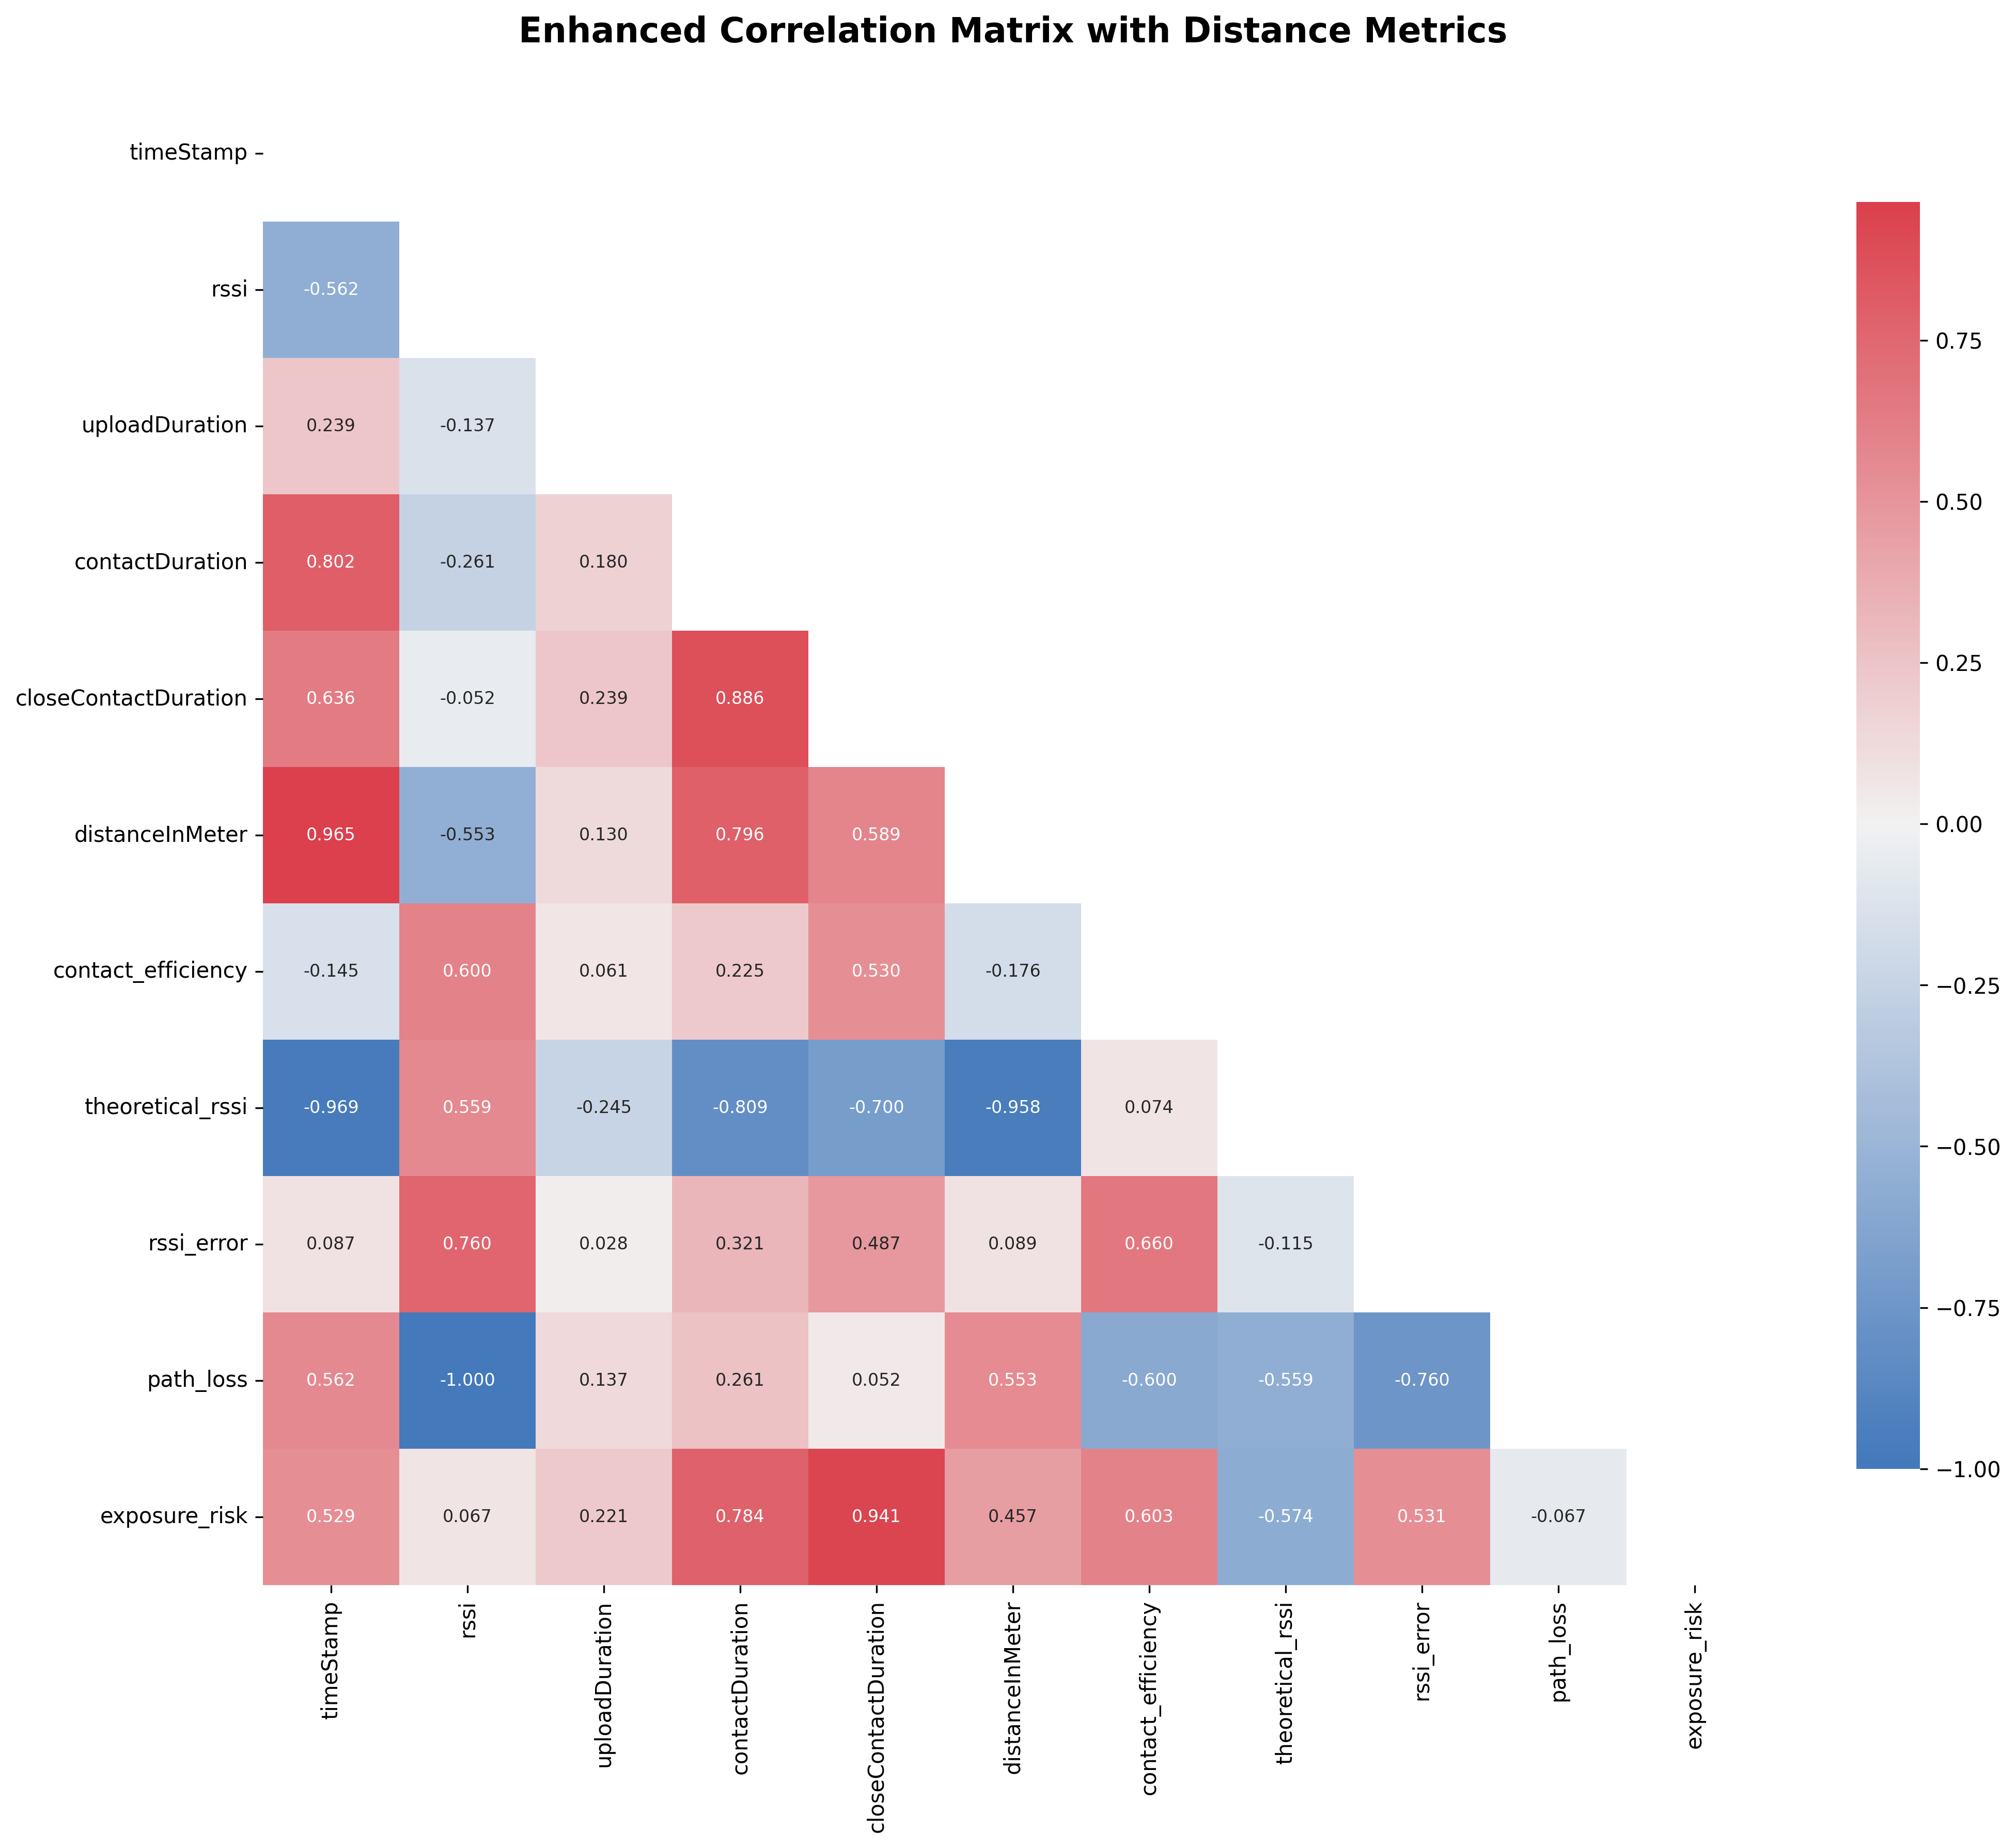 Enhanced Correlation Matrix with Distance Metrics
timeStamp
rssi -0.562
uploadDuration 0.239 -0.137
contactDuration 0.802 -0.261 0.180
closeContactDuration 0.636 -0.052 0.239 0.886
distanceInMeter 0.965 -0.553 0.130 0.796 0.589
contact_efficiency -0.145 0.600 0.061 0.225 0.530 -0.176
theoretical_rssi -0.969 0.559 -0.245 -0.809 -0.700 -0.958 0.074
rssi_error 0.087 0.760 0.028 0.321 0.487 0.089 0.660 -0.115
path_loss 0.562 -1.000 0.137 0.261 0.052 0.553 -0.600 -0.559 -0.760
exposure_risk 0.529 0.067 0.221 0.784 0.941 0.457 0.603 -0.574 0.531 -0.067
timeStamp
rssi
uploadDuration
contactDuration
closeContactDuration
distanceInMeter
contact_efficiency
theoretical_rssi
rssi_error
path_loss
exposure_risk
0.75
0.50
0.25
0.00
−0.25
−0.50
−0.75
−1.00